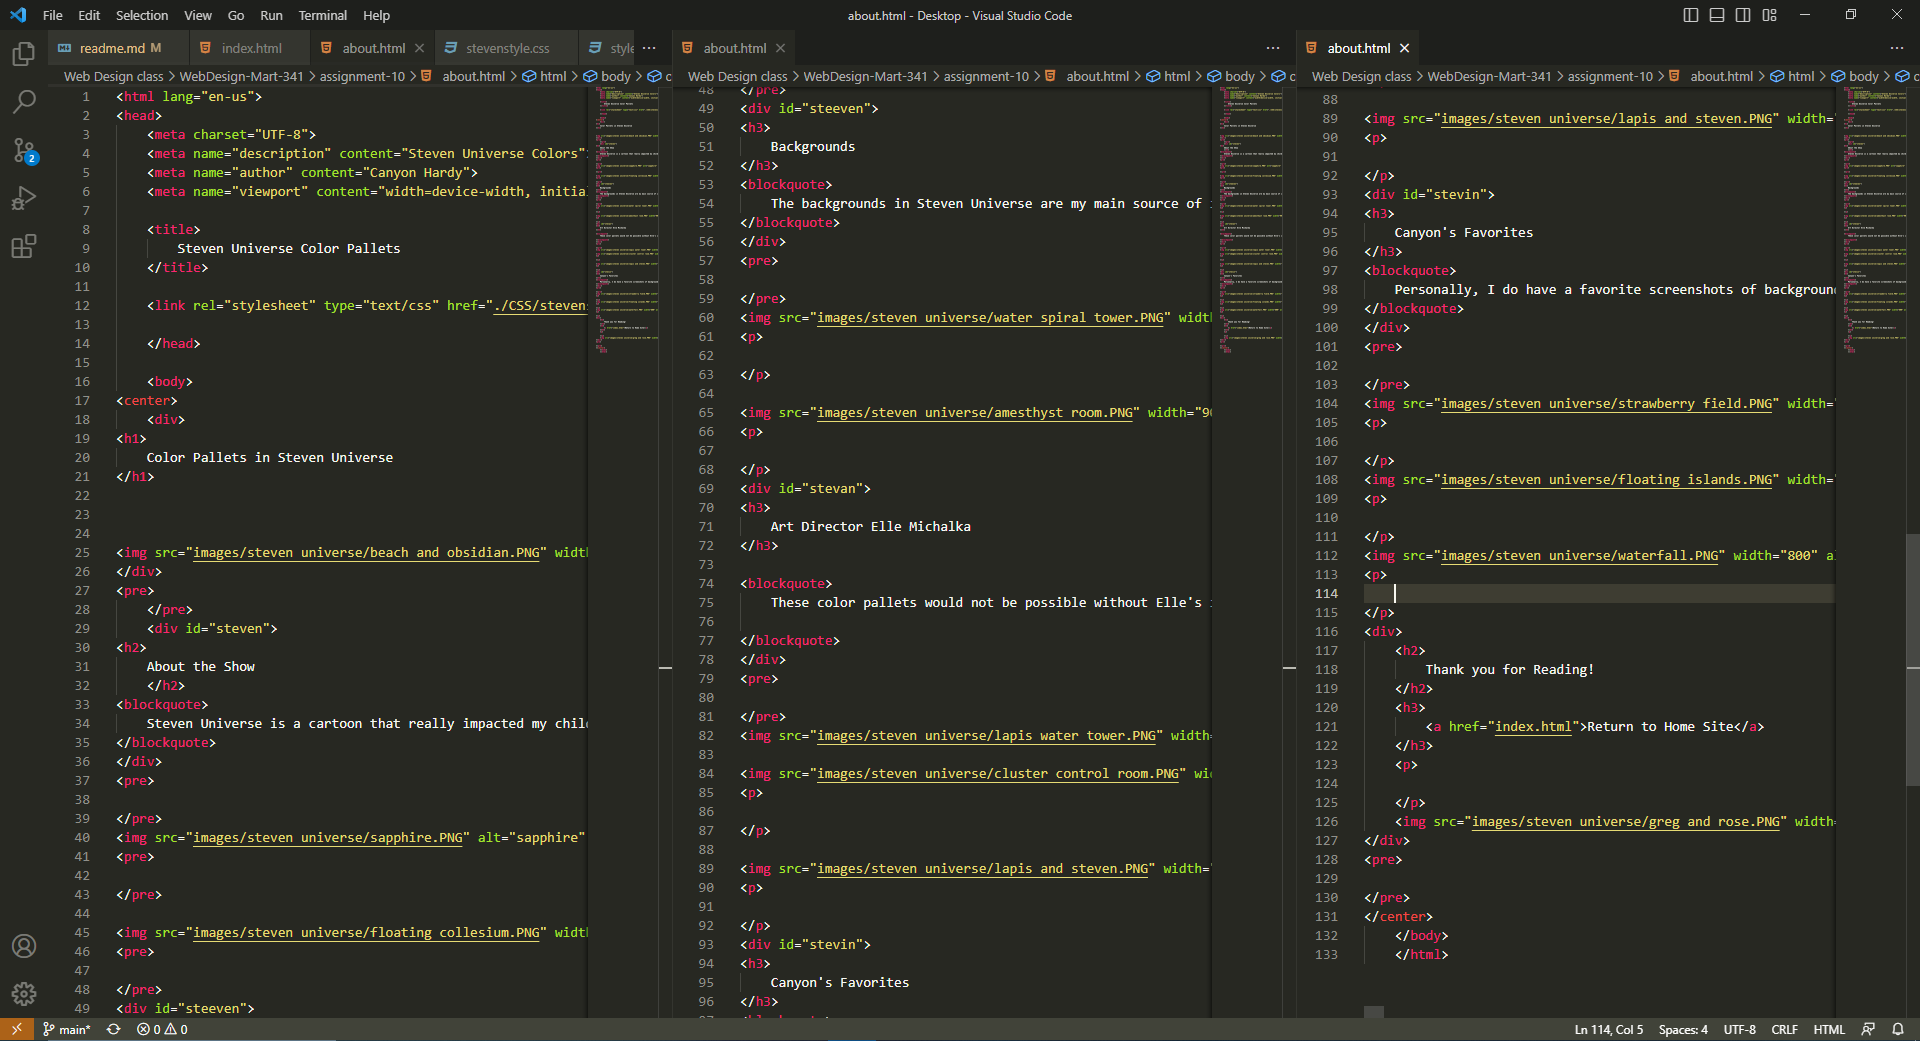 File Edit Selection View Go Run Terminal Help
about.html - Desktop - Visual Studio Code
readme.md M index.html about.html stevenstyle.css style
Web Design class > WebDesign-Mart-341 > assignment-10 > about.html > html > body > c
1 <html lang="en-us">
2 <head>
3 <meta charset="UTF-8">
4 <meta name="description" content="Steven Universe Colors"
5 <meta name="author" content="Canyon Hardy">
6 <meta name="viewport" content="width=device-width, initia
7
8 <title>
9 Steven Universe Color Pallets
10 </title>
11
12 <link rel="stylesheet" type="text/css" href="./CSS/steven
13
14 </head>
15
16 <body>
17 <center>
18 <div>
19 <h1>
20 Color Pallets in Steven Universe
21 </h1>
22
23
24
25 <img src="images/steven universe/beach and obsidian.PNG" width
26 </div>
27 <pre>
28 </pre>
29 <div id="steven">
30 <h2>
31 About the Show
32 </h2>
33 <blockquote>
34 Steven Universe is a cartoon that really impacted my chil
35 </blockquote>
36 </div>
37 <pre>
38
39 </pre>
40 <img src="images/steven universe/sapphire.PNG" alt="sapphire"
41 <pre>
42
43 </pre>
44
45 <img src="images/steven universe/floating collesium.PNG" width
46 <pre>
47
48 </pre>
49 <div id="steeven">
about.html
Web Design class > WebDesign-Mart-341 > assignment-10 > about.html > html > body > c
48 </pre>
49 <div id="steeven">
50 <h3>
51 Backgrounds
52 </h3>
53 <blockquote>
54 The backgrounds in Steven Universe are my main source of
55 </blockquote>
56 </div>
57 <pre>
58
59 </pre>
60 <img src="images/steven universe/water spiral tower.PNG" width
61 <p>
62
63 </p>
64
65 <img src="images/steven universe/amesthyst room.PNG" width="90
66 <p>
67
68 </p>
69 <div id="stevan">
70 <h3>
71 Art Director Elle Michalka
72 </h3>
73
74 <blockquote>
75 These color pallets would not be possible without Elle's
76
77 </blockquote>
78 </div>
79 <pre>
80
81 </pre>
82 <img src="images/steven universe/lapis water tower.PNG" width=
83
84 <img src="images/steven universe/cluster control room.PNG" wi
85 <p>
86
87 </p>
88
89 <img src="images/steven universe/lapis and steven.PNG" width="
90 <p>
91
92 </p>
93 <div id="stevin">
94 <h3>
95 Canyon's Favorites
96 </h3>
97 <blockquote>
about.html
Web Design class > WebDesign-Mart-341 > assignment-10 > about.html > html > body > c
88
89 <img src="images/steven universe/lapis and steven.PNG" width="
90 <p>
91
92 </p>
93 <div id="stevin">
94 <h3>
95 Canyon's Favorites
96 </h3>
97 <blockquote>
98 Personally, I do have a favorite screenshots of background
99 </blockquote>
100 </div>
101 <pre>
102
103 </pre>
104 <img src="images/steven universe/strawberry field.PNG" width="
105 <p>
106
107 </p>
108 <img src="images/steven universe/floating islands.PNG" width="
109 <p>
110
111 </p>
112 <img src="images/steven universe/waterfall.PNG" width="800" al
113 <p>
114
115 </p>
116 <div>
117 <h2>
118 Thank you for Reading!
119 </h2>
120 <h3>
121 <a href="index.html">Return to Home Site</a>
122 </h3>
123 <p>
124
125 </p>
126 <img src="images/steven universe/greg and rose.PNG" width=
127 </div>
128 <pre>
129
130 </pre>
131 </center>
132 </body>
133 </html>
2
main* 0 0
Ln 114, Col 5 Spaces: 4 UTF-8 CRLF HTML